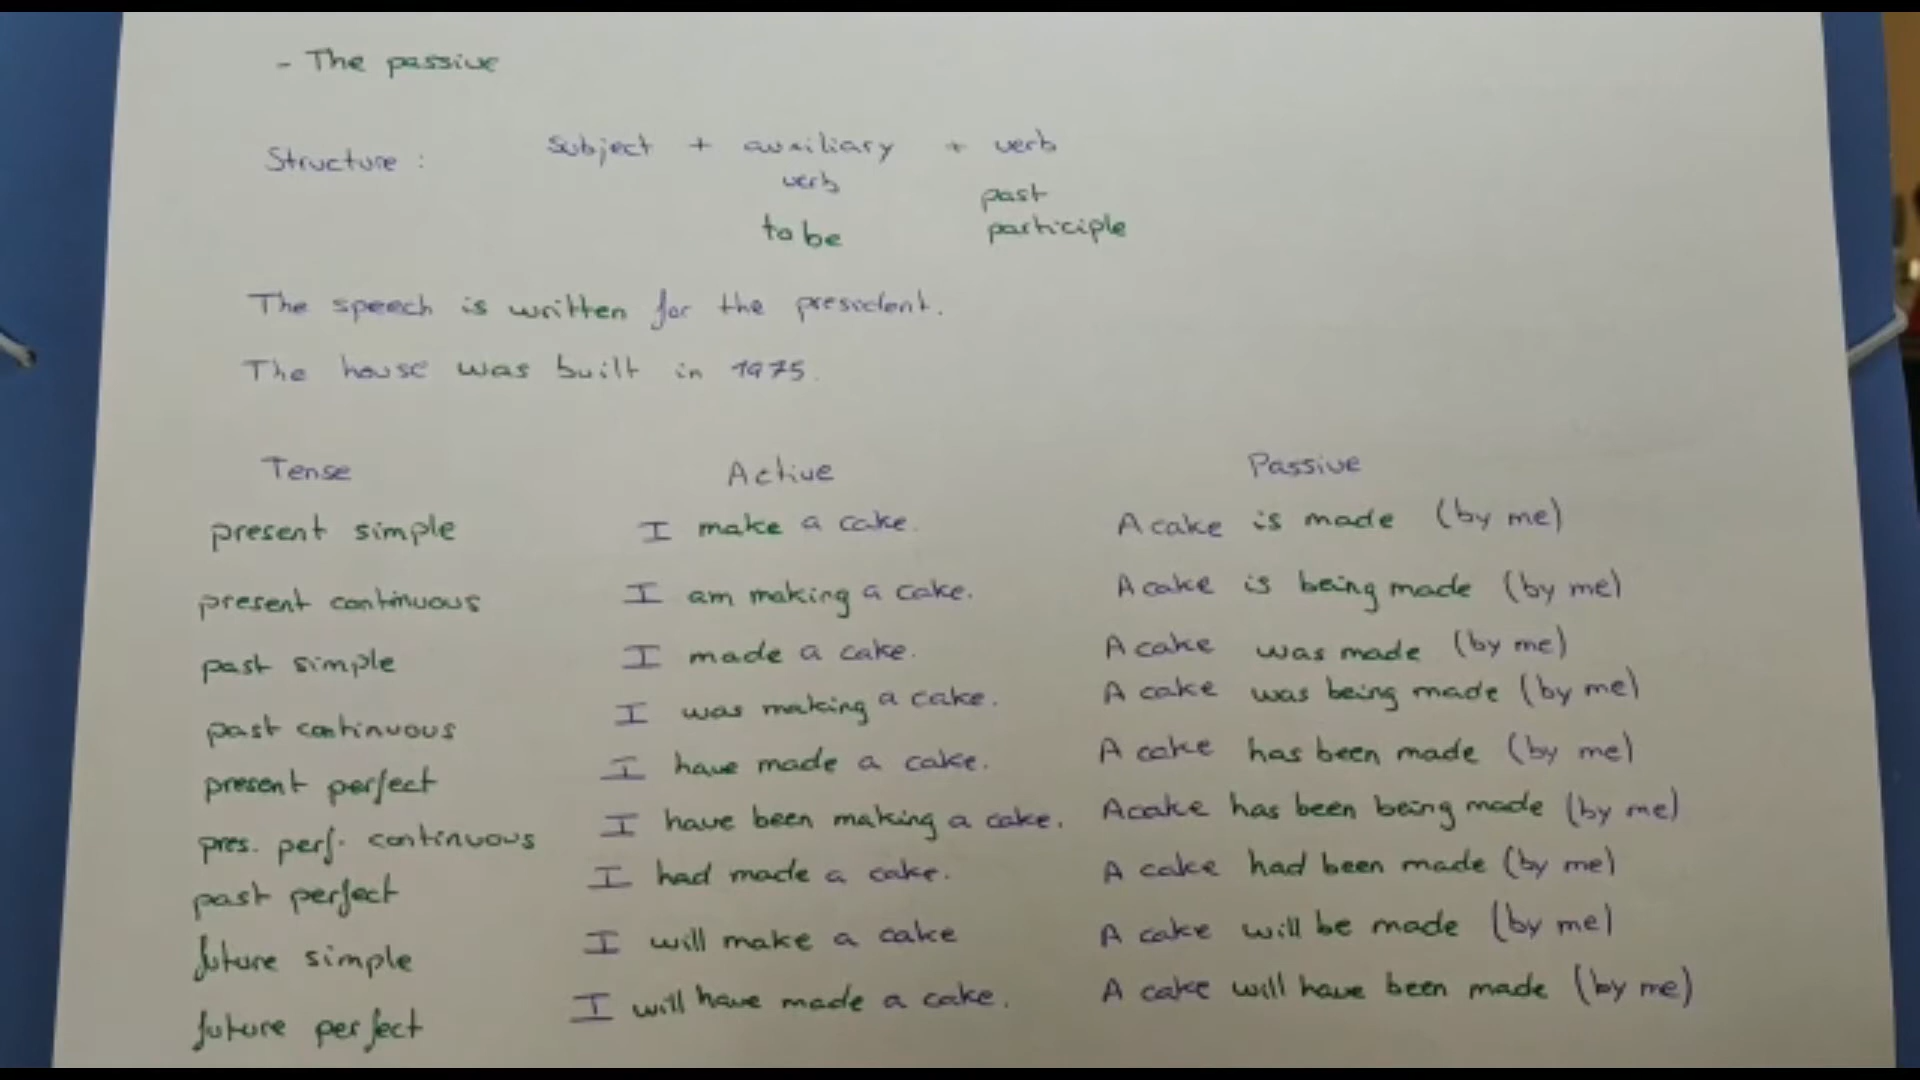 - The passive
Structure : subject + auxiliary + verb
verb past
to be participle
The speech is written for the president.
The house was built in 1975.
Tense Active Passive
present simple I make a cake. A cake is made (by me)
present continuous I am making a cake. A cake is being made (by me)
past simple I made a cake. A cake was made (by me)
past continuous I was making a cake. A cake was being made (by me)
present perfect I have made a cake. A cake has been made (by me)
pres. perf. continuous I have been making a cake. A cake has been being made (by me)
past perfect I had made a cake. A cake had been made (by me)
future simple I will make a cake A cake will be made (by me)
future perfect I will have made a cake. A cake will have been made (by me)